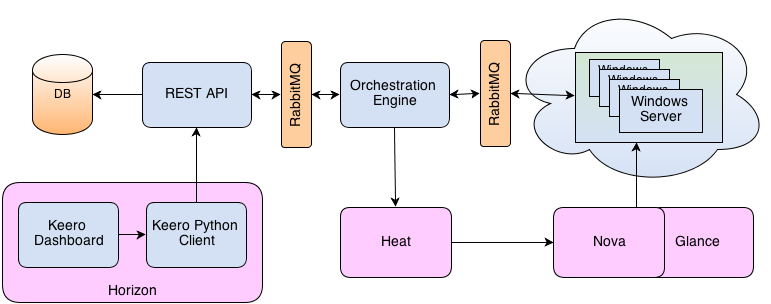 DB
REST API
RabbitMQ
Orchestration
Engine
RabbitMQ
Windows
Windows
Windows
Windows
Server
Keero
Dashboard
Keero Python
Client
Horizon
Heat
Nova
Glance